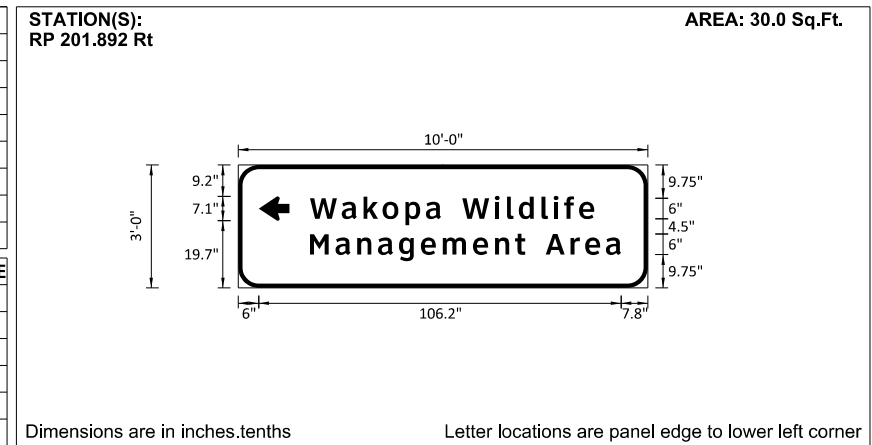 STATION(S):
RP 201.892 Rt
AREA: 30.0 Sq.Ft.
10'-0"
3'-0"
9.2"
7.1"
19.7"
Wakopa Wildlife
Management Area
9.75"
6"
4.5"
6"
9.75"
6"
106.2"
7.8"
E
Dimensions are in inches.tenths
Letter locations are panel edge to lower left corner